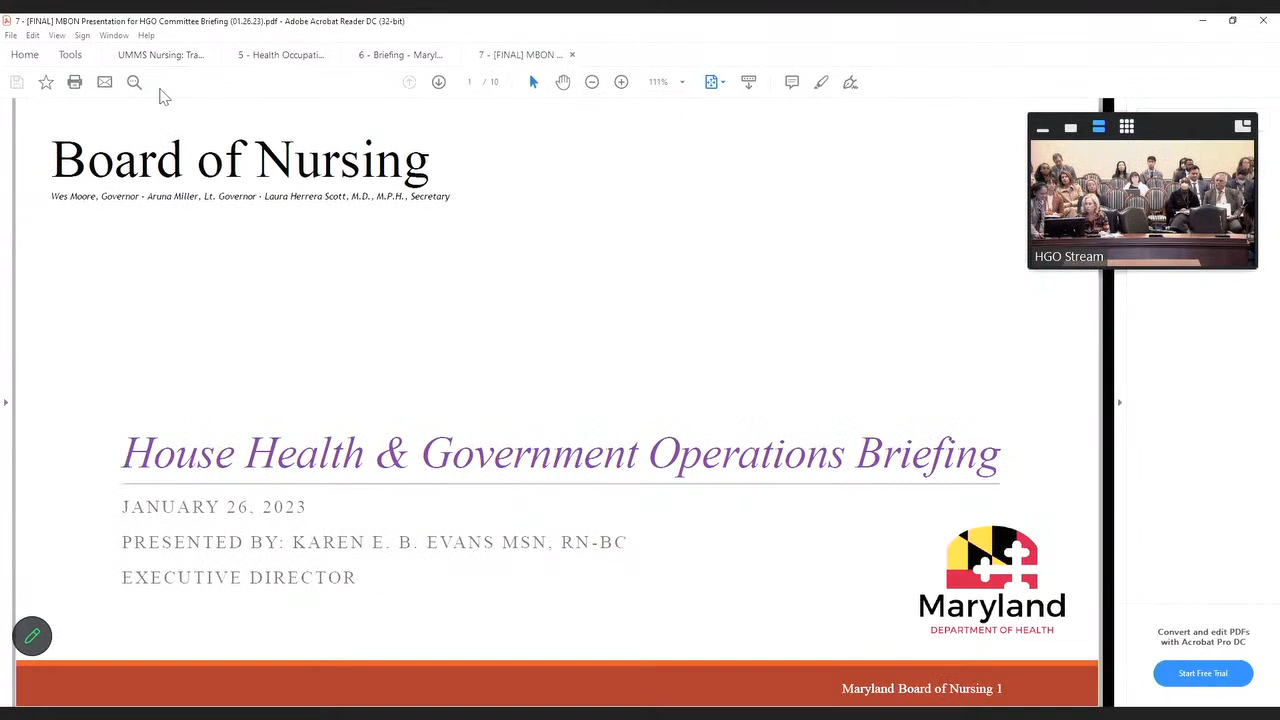 7 - [FINAL] MBON Presentation for HGO Committee Briefing (01.26.23).pdf - Adobe Acrobat Reader DC (32-bit)
File Edit View Sign Window Help
Home Tools UMMS Nursing: Tra... 5 - Health Occupati... 6 - Briefing - Maryl... 7 - [FINAL] MBON ... ×
1 / 10 111%
Board of Nursing
Wes Moore, Governor · Aruna Miller, Lt. Governor · Laura Herrera Scott, M.D., M.P.H., Secretary
HGO Stream
House Health & Government Operations Briefing
JANUARY 26, 2023
PRESENTED BY: KAREN E. B. EVANS MSN, RN-BC
EXECUTIVE DIRECTOR
Maryland
DEPARTMENT OF HEALTH
Convert and edit PDFs
with Acrobat Pro DC
Start Free Trial
Maryland Board of Nursing 1